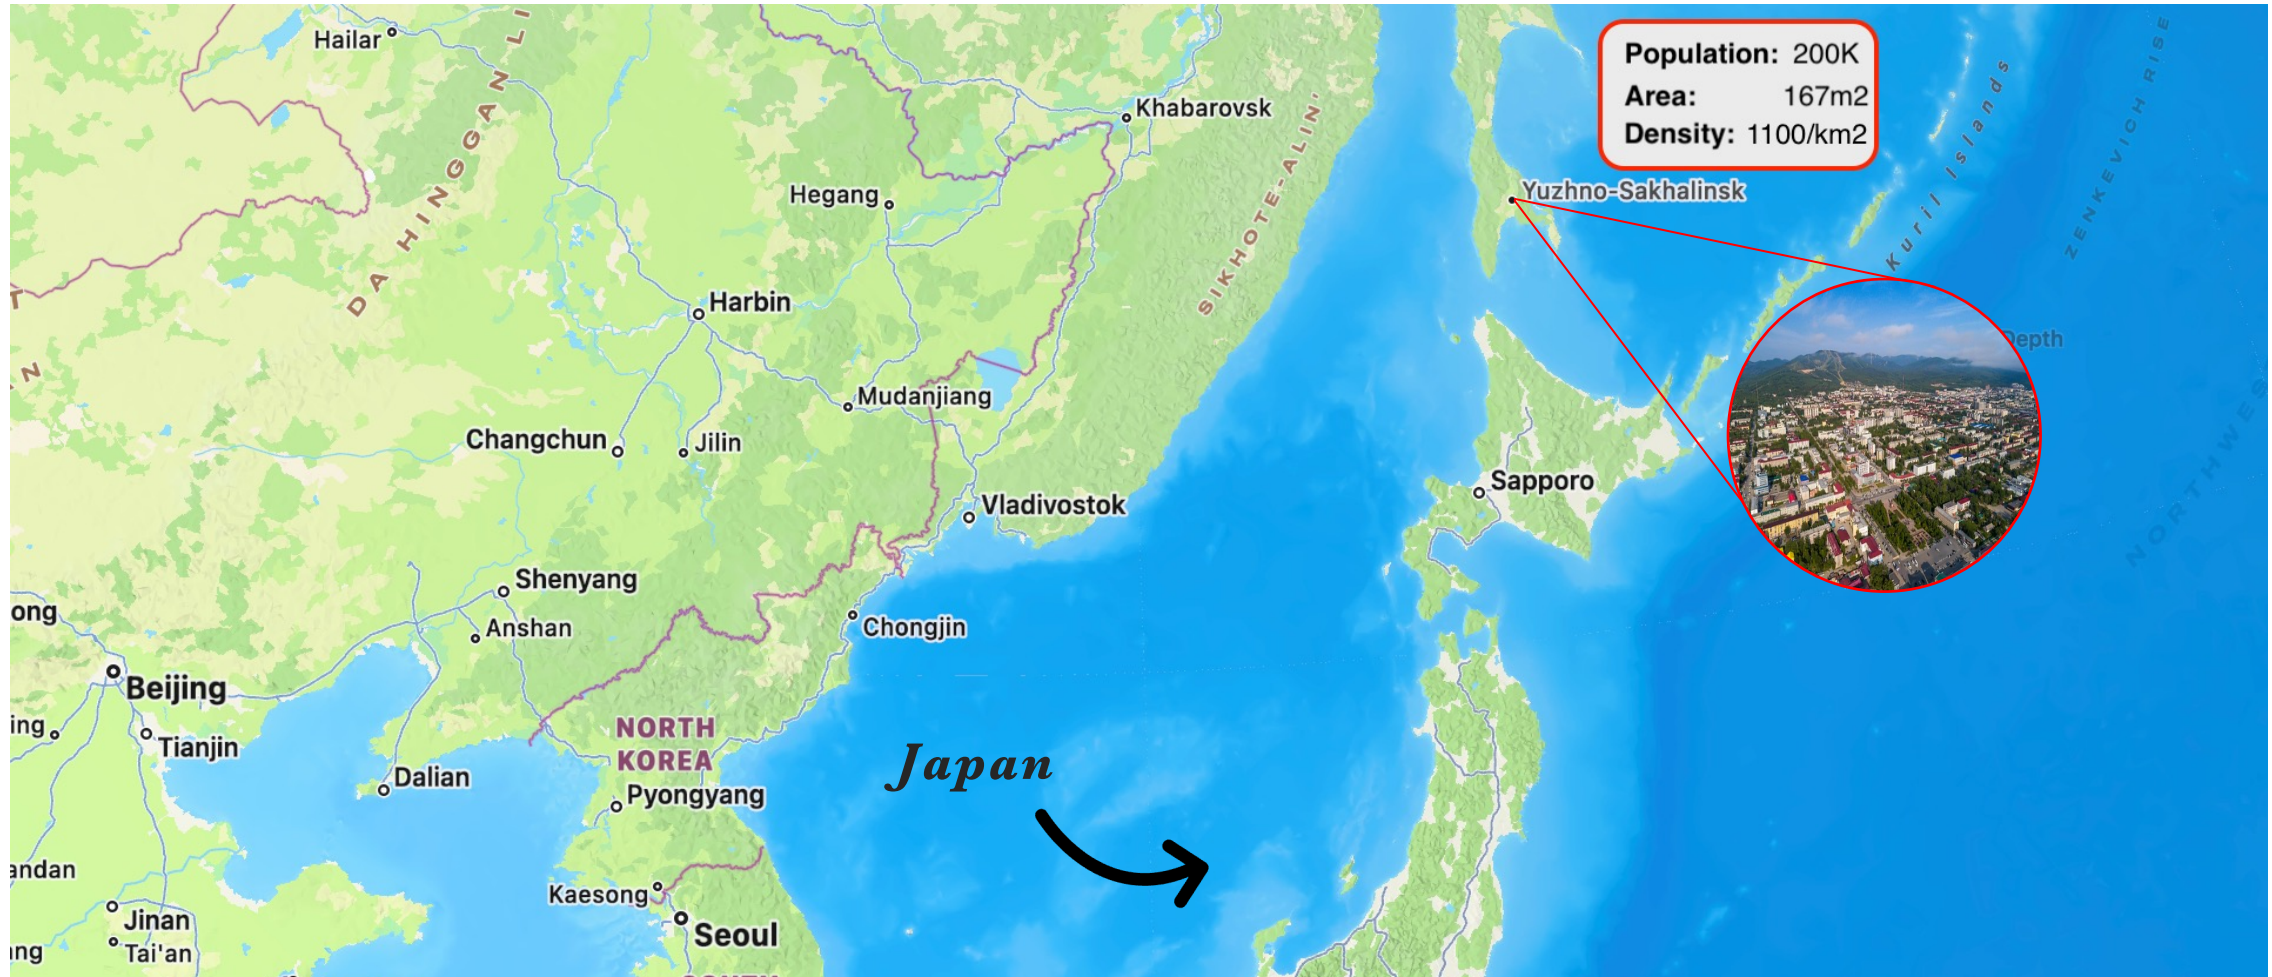 Hailar
DA HINGGAN LI
Khabarovsk
SIKHOTE-ALIN'
Population: 200K
Area: 167m2
Density: 1100/km2
Yuzhno-Sakhalinsk
Kuril Islands
ZENKEVICH RISE
Hegang
T
Harbin
N
Depth
Mudanjiang
Changchun
Jilin
NORTHWES
Sapporo
Vladivostok
Shenyang
ong
Anshan
Chongjin
Beijing
ing
Tianjin
NORTH
KOREA
Japan
Dalian
Pyongyang
andan
Kaesong
Jinan
Seoul
ang
Tai'an